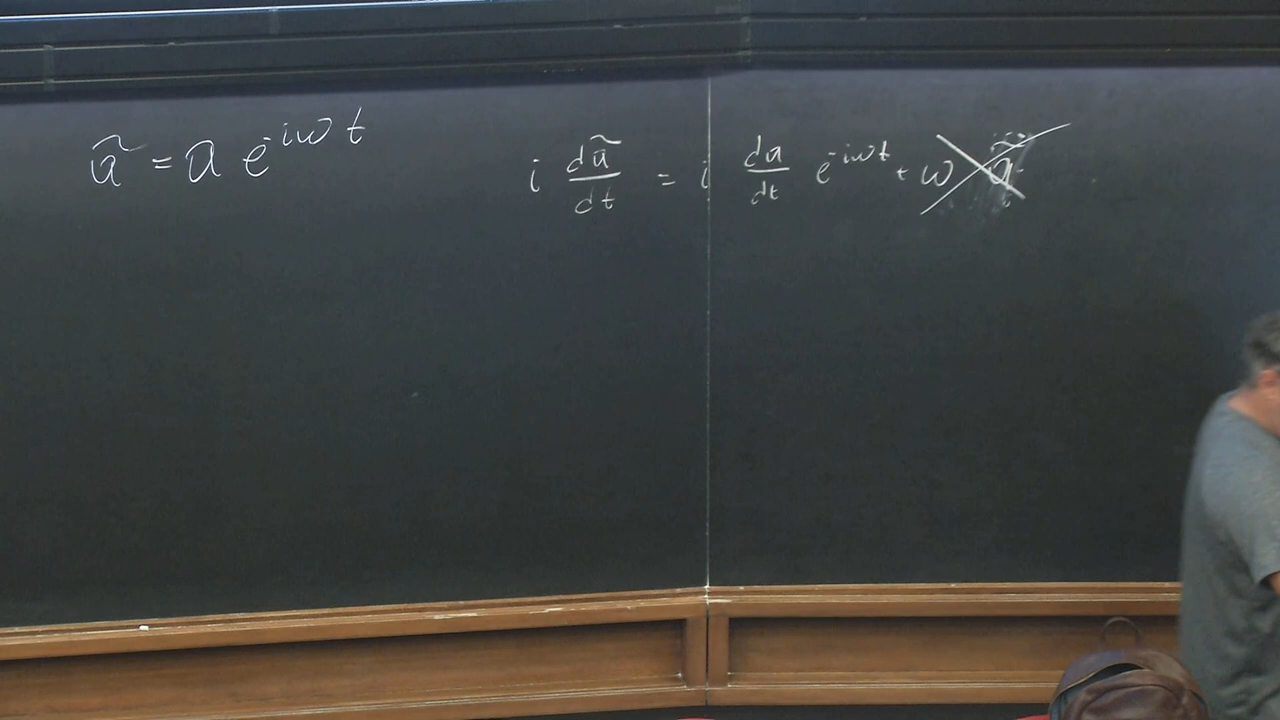 ã = a e^{-iωt}
i dã/dt = i da/dt e^{-iωt} + ω ã